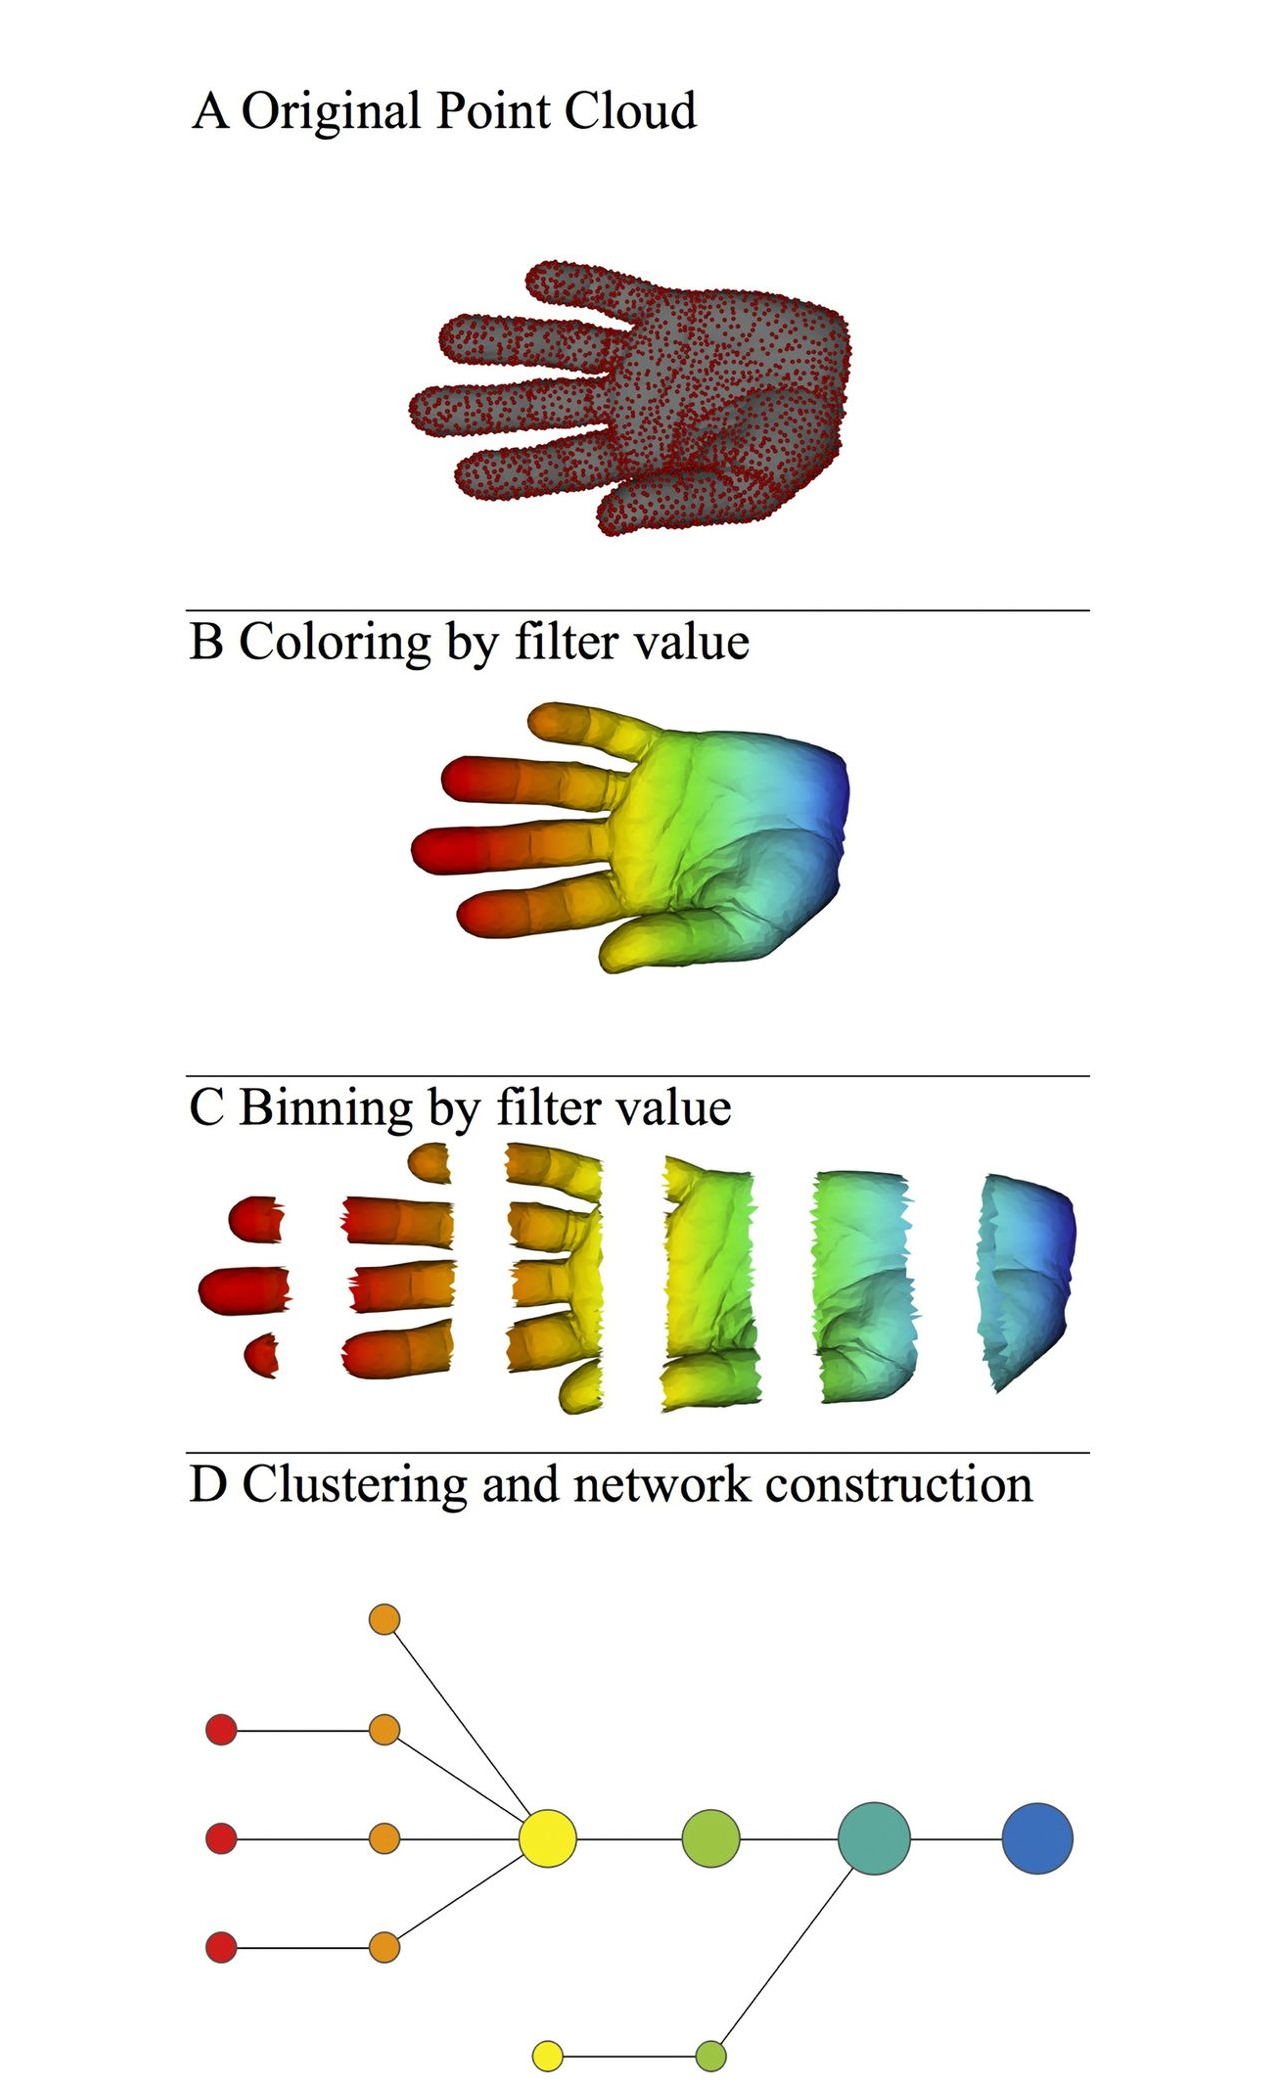 A Original Point Cloud
B Coloring by filter value
C Binning by filter value
D Clustering and network construction